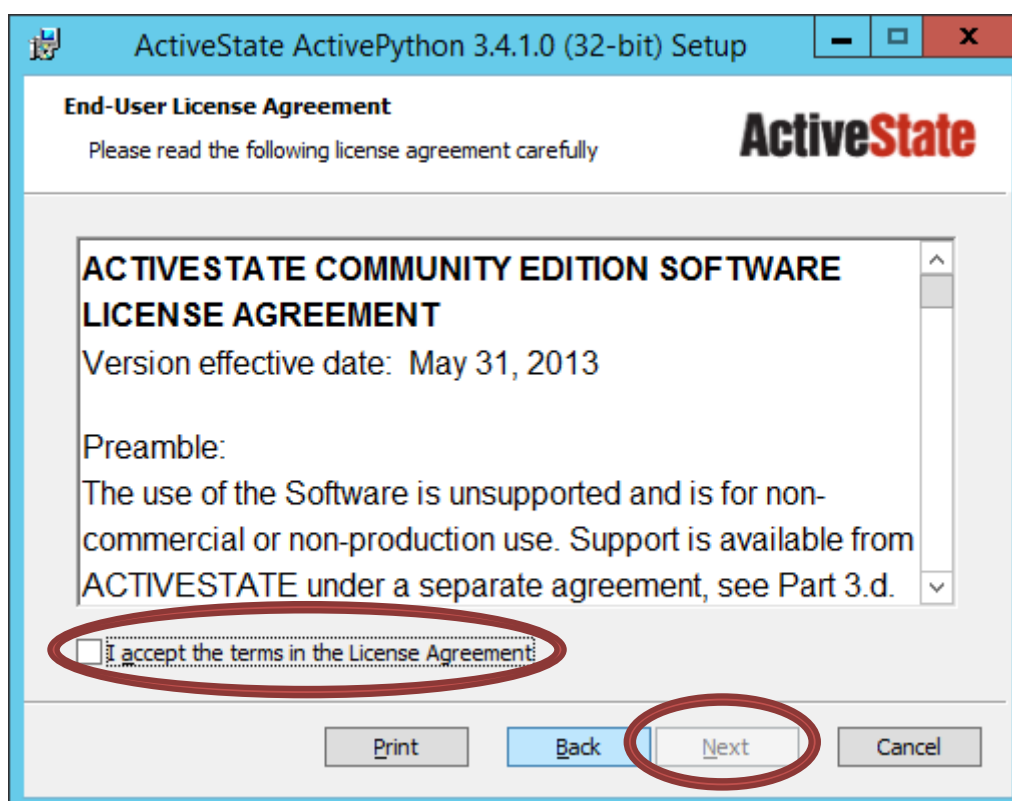 ActiveState ActivePython 3.4.1.0 (32-bit) Setup
End-User License Agreement
Please read the following license agreement carefully
ActiveState
ACTIVESTATE COMMUNITY EDITION SOFTWARE
LICENSE AGREEMENT
Version effective date:  May 31, 2013
Preamble:
The use of the Software is unsupported and is for non-
commercial or non-production use. Support is available from
ACTIVESTATE under a separate agreement, see Part 3.d.
I accept the terms in the License Agreement
Print Back Next Cancel